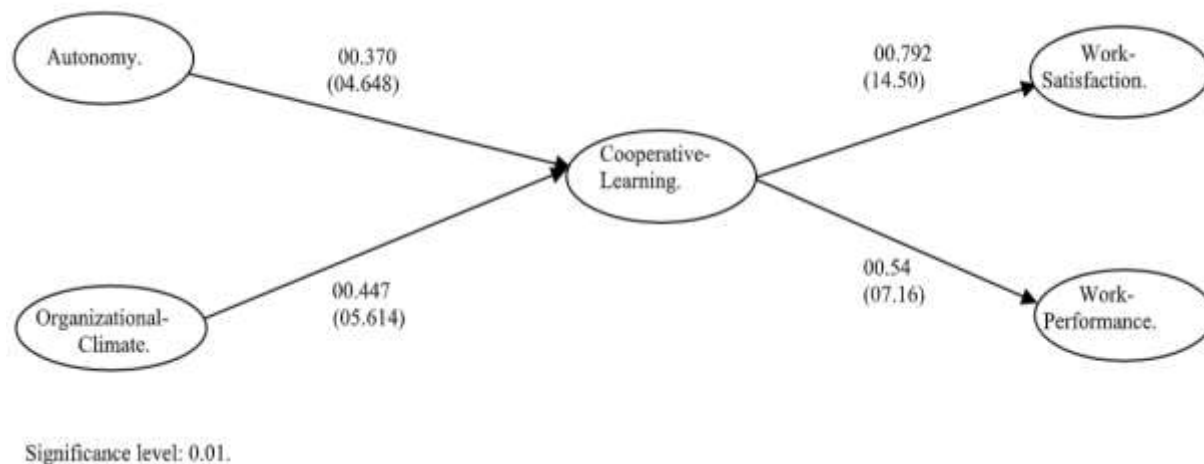 Autonomy.
00.370
(04.648)
00.792
(14.50)
Work-
Satisfaction.
Cooperative-
Learning.
00.447
(05.614)
Organizational-
Climate.
00.54
(07.16)
Work-
Performance.
Significance level: 0.01.